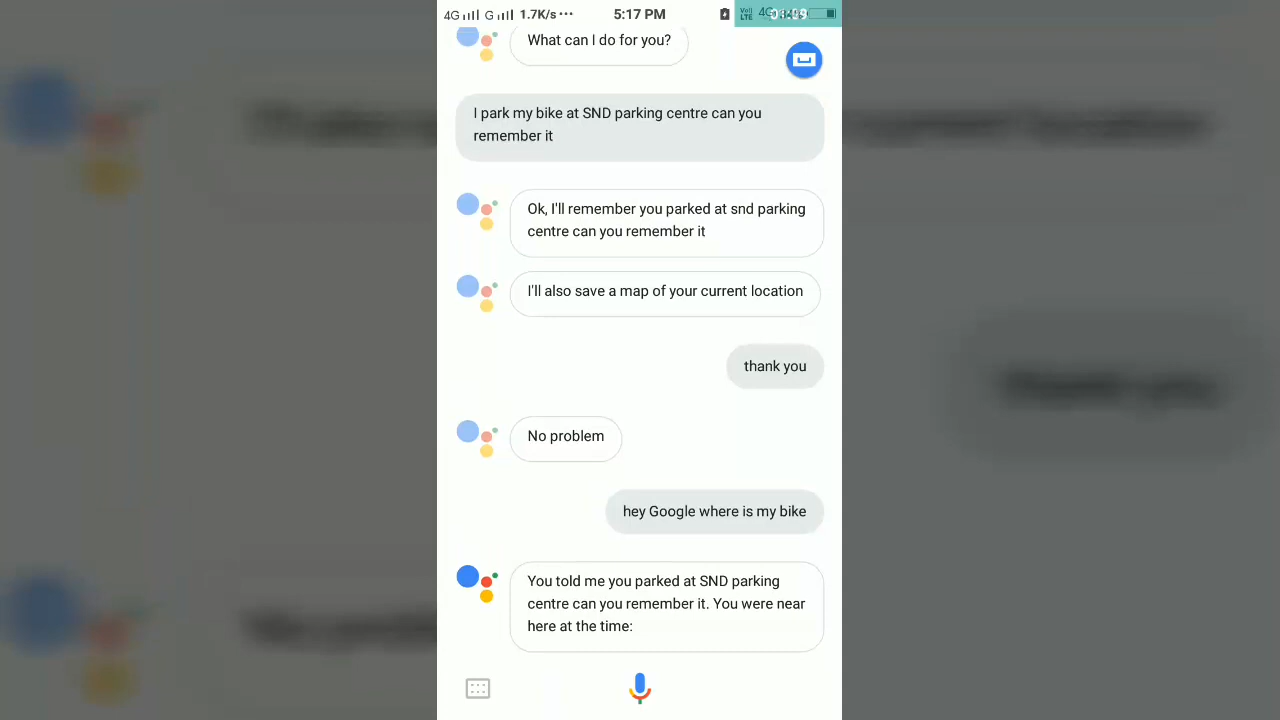 4G G 1.7K/s ··· 5:17 PM 4G
What can I do for you?
I park my bike at SND parking centre can you
remember it
Ok, I'll remember you parked at snd parking
centre can you remember it
I'll also save a map of your current location
thank you
No problem
hey Google where is my bike
You told me you parked at SND parking
centre can you remember it. You were near
here at the time: